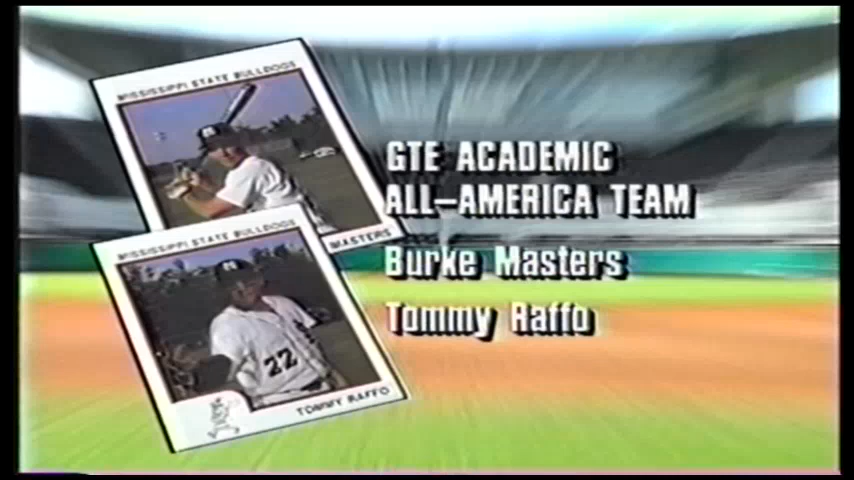 MISSISSIPPI STATE BULLDOGS
MASTERS
MISSISSIPPI STATE BULLDOGS
22
TOMMY RAFFO
GTE ACADEMIC
ALL-AMERICA TEAM
Burke Masters
Tommy Raffo